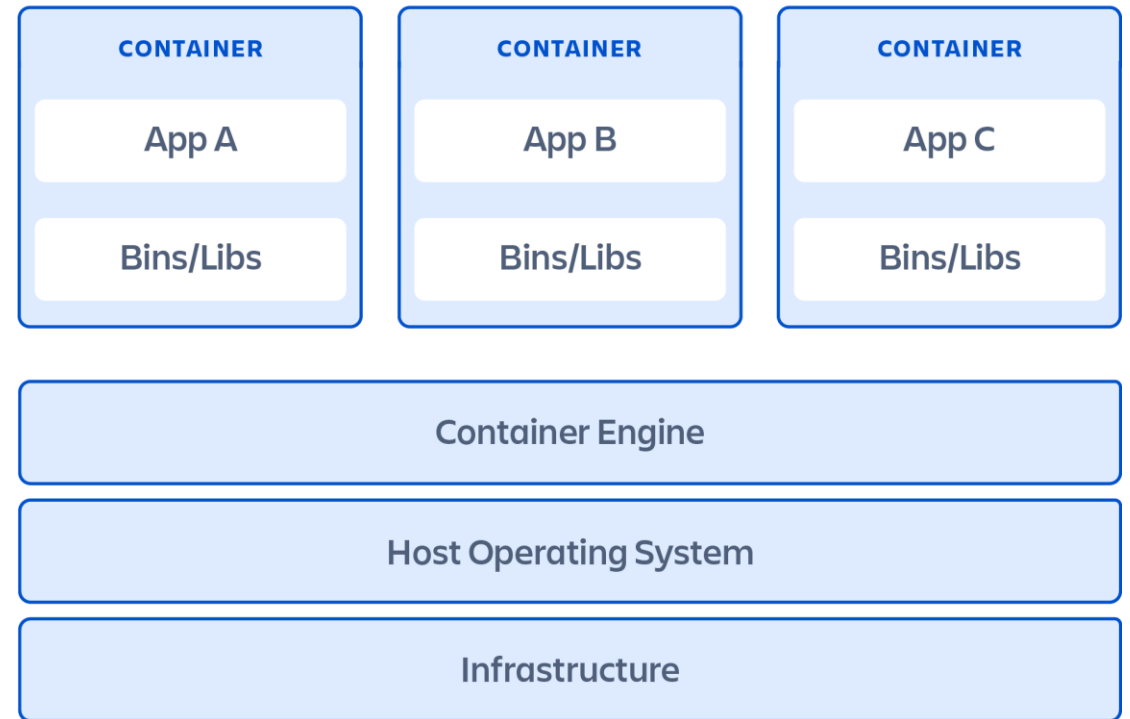 CONTAINER
App A
Bins/Libs
CONTAINER
App B
Bins/Libs
CONTAINER
App C
Bins/Libs
Container Engine
Host Operating System
Infrastructure